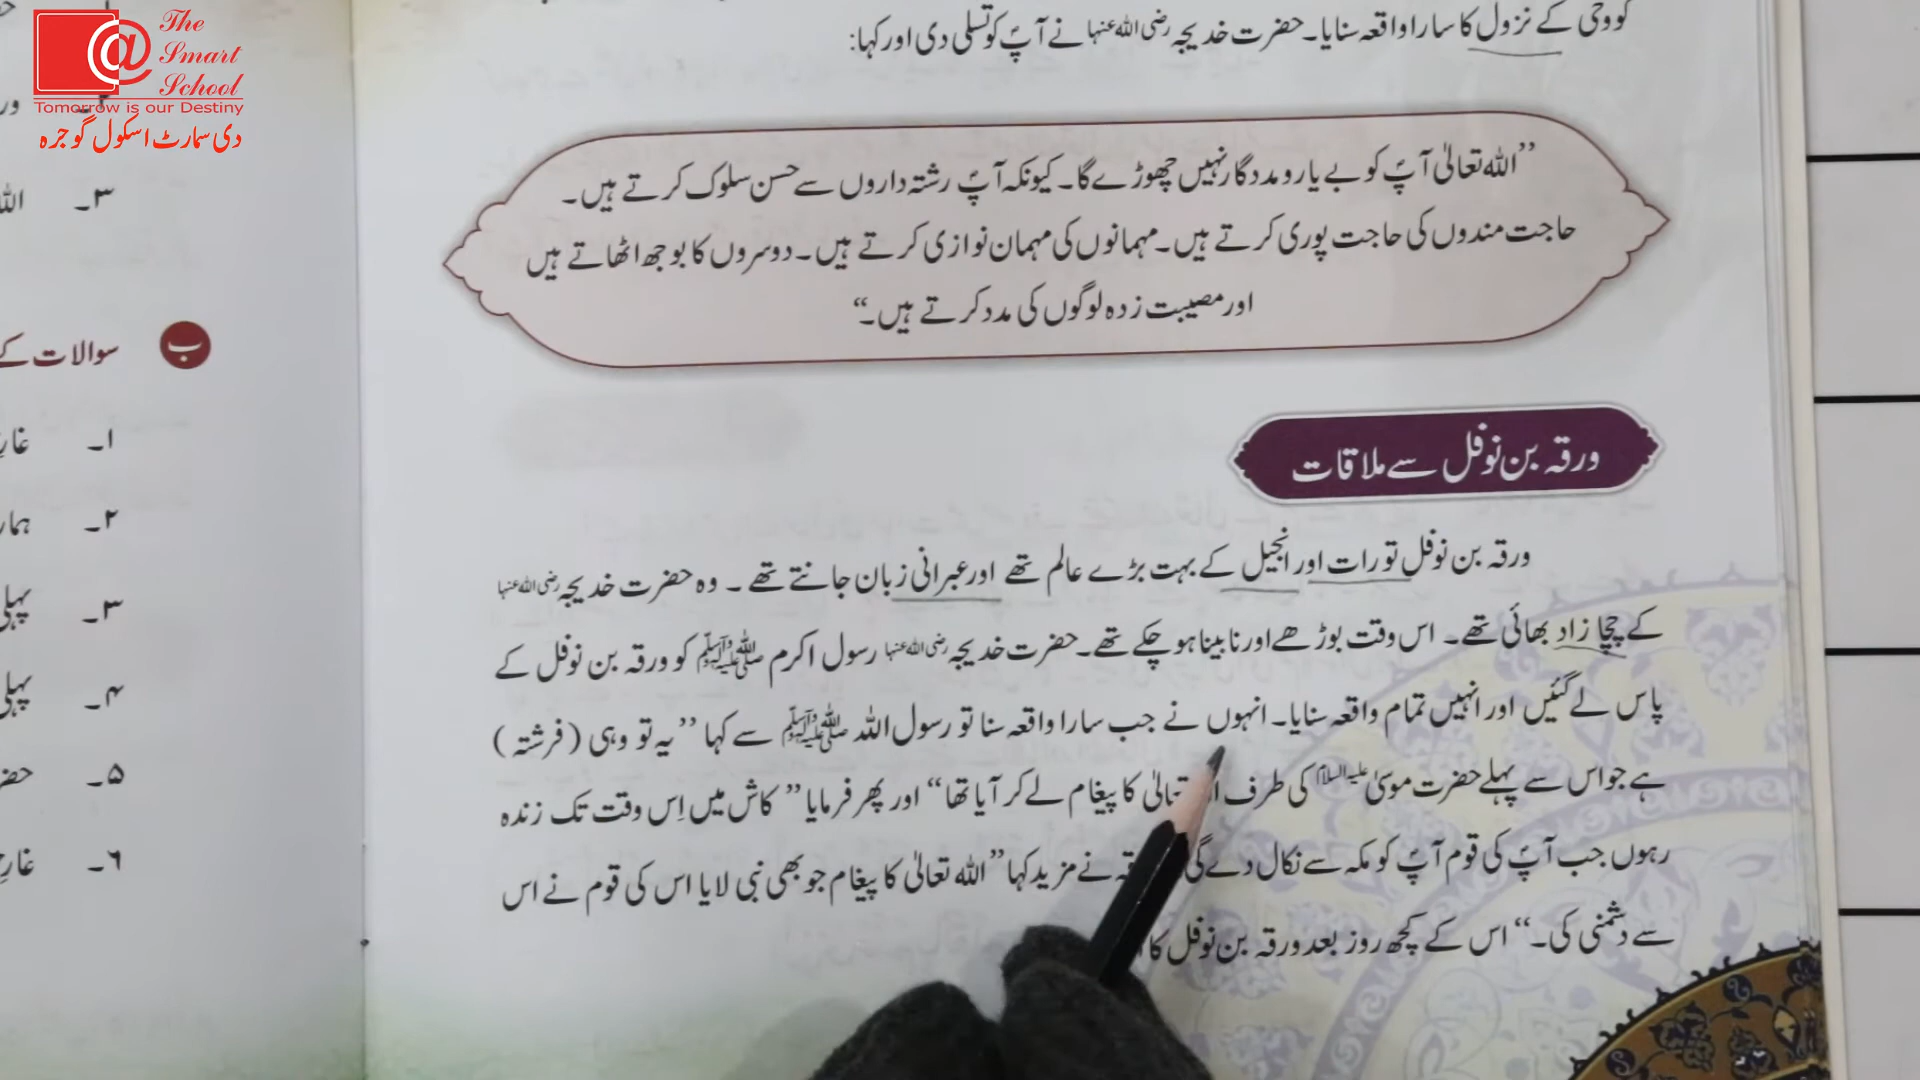 The
Smart
School
Tomorrow is our Destiny
دی سمارٹ اسکول گوجرہ
کو وحی کے نزول کا سارا واقعہ سنایا۔ حضرت خدیجہ رضی اللہ عنہا نے آپؐ کو تسلی دی اور کہا:
”اللہ تعالیٰ آپؐ کو بے یار و مددگار نہیں چھوڑے گا۔ کیونکہ آپؐ رشتہ داروں سے حسن سلوک کرتے ہیں۔
حاجت مندوں کی حاجت پوری کرتے ہیں۔ مہمانوں کی مہمان نوازی کرتے ہیں۔ دوسروں کا بوجھ اٹھاتے ہیں
اور مصیبت زدہ لوگوں کی مدد کرتے ہیں۔“
ورقہ بن نوفل سے ملاقات
ورقہ بن نوفل تورات اور انجیل کے بہت بڑے عالم تھے اور عبرانی زبان جانتے تھے ۔ وہ حضرت خدیجہ رضی اللہ عنہا
کے چچا زاد بھائی تھے۔ اس وقت بوڑھے اور نابینا ہو چکے تھے۔ حضرت خدیجہ رضی اللہ عنہا رسول اکرم ﷺ کو ورقہ بن نوفل کے
پاس لے گئیں اور انہیں تمام واقعہ سنایا۔ انہوں نے جب سارا واقعہ سنا تو رسول اللہ ﷺ سے کہا ”یہ تو وہی (فرشتہ)
ہے جو اس سے پہلے حضرت موسیٰ علیہ السلام کی طرف تعالیٰ کا پیغام لے کر آیا تھا“ اور پھر فرمایا ”کاش میں اِس وقت تک زندہ
رہوں جب آپؐ کی قوم آپؐ کو مکہ سے نکال دے گی نے مزید کہا ”اللہ تعالیٰ کا پیغام جو بھی نبی لایا اس کی قوم نے اس
سے دشمنی کی۔“ اس کے کچھ روز بعد ورقہ بن نوفل کا
۳۔
ب سوالات کے
۱۔
۲۔
۳۔ پہلی
۴۔ پہلی
۵۔
۶۔